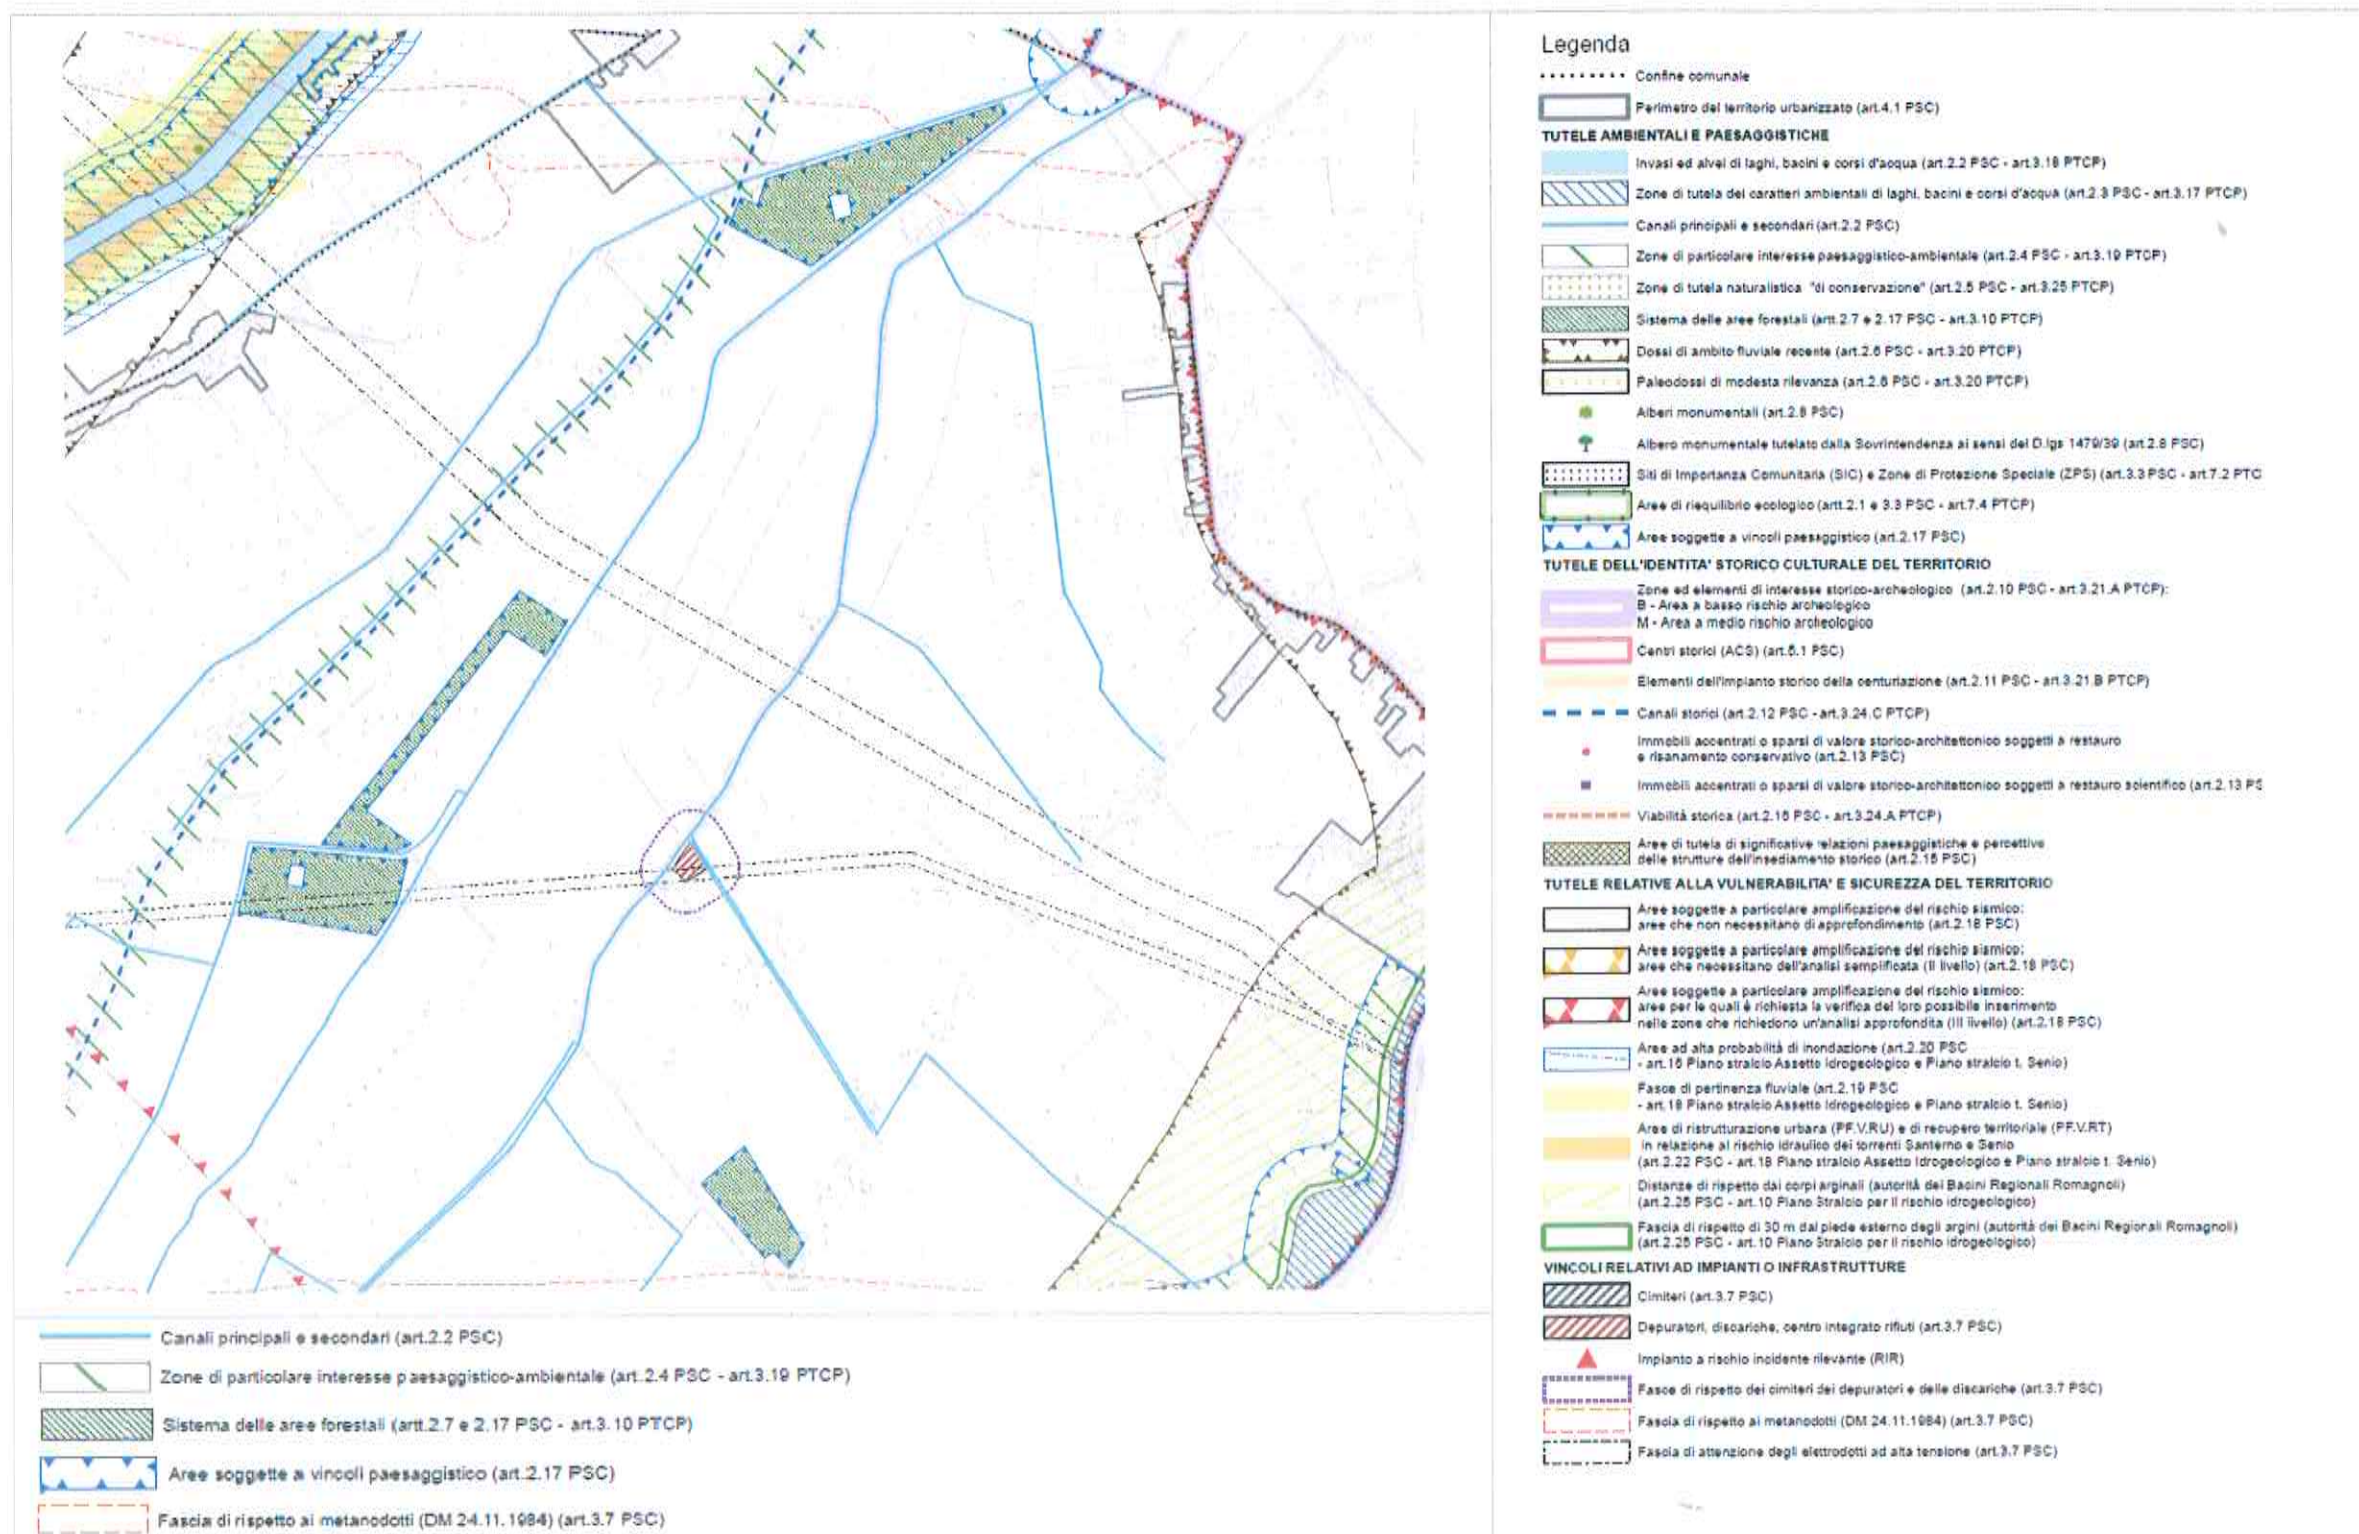 Legenda
Confine comunale
Perimetro del territorio urbanizzato (art.4.1 PSC)
TUTELE AMBIENTALI E PAESAGGISTICHE
Invasi ed alvei di laghi, bacini e corsi d'acqua (art.2.2 PSC - art.3.18 PTCP)
Zone di tutela dei caratteri ambientali di laghi, bacini e corsi d'acqua (art.2.3 PSC - art.3.17 PTCP)
Canali principali e secondari (art.2.2 PSC)
Zone di particolare interesse paesaggistico-ambientale (art.2.4 PSC - art.3.19 PTCP)
Zone di tutela naturalistica "di conservazione" (art.2.5 PSC - art.3.25 PTCP)
Sistema delle aree forestali (artt.2.7 e 2.17 PSC - art.3.10 PTCP)
Dossi di ambito fluviale recente (art.2.6 PSC - art.3.20 PTCP)
Paleodossi di modesta rilevanza (art.2.6 PSC - art.3.20 PTCP)
Alberi monumentali (art.2.8 PSC)
Albero monumentale tutelato dalla Sovrintendenza ai sensi del D.lgs 1479/39 (art.2.8 PSC)
Siti di Importanza Comunitaria (SIC) e Zone di Protezione Speciale (ZPS) (art.3.3 PSC - art.7.2 PTC
Aree di riequilibrio ecologico (artt.2.1 e 3.3 PSC - art.7.4 PTCP)
Aree soggette a vincoli paesaggistico (art.2.17 PSC)
TUTELE DELL'IDENTITA' STORICO CULTURALE DEL TERRITORIO
Zone ed elementi di interesse storico-archeologico (art.2.10 PSC - art.3.21.A PTCP):
B - Area a basso rischio archeologico
M - Area a medio rischio archeologico
Centri storici (ACS) (art.5.1 PSC)
Elementi dell'impianto storico della centuriazione (art.2.11 PSC - art.3.21.B PTCP)
Canali storici (art.2.12 PSC - art.3.24.C PTCP)
Immobili accentrati o sparsi di valore storico-architettonico soggetti a restauro
e risanamento conservativo (art.2.13 PSC)
Immobili accentrati o sparsi di valore storico-architettonico soggetti a restauro scientifico (art.2.13 PS
Viabilità storica (art.2.16 PSC - art.3.24.A PTCP)
Aree di tutela di significative relazioni paesaggistiche e percettive
delle strutture dell'insediamento storico (art.2.15 PSC)
TUTELE RELATIVE ALLA VULNERABILITA' E SICUREZZA DEL TERRITORIO
Aree soggette a particolare amplificazione del rischio sismico:
aree che non necessitano di approfondimento (art.2.18 PSC)
Aree soggette a particolare amplificazione del rischio sismico:
aree che necessitano dell'analisi semplificata (II livello) (art.2.18 PSC)
Aree soggette a particolare amplificazione del rischio sismico:
aree per le quali è richiesta la verifica del loro possibile inserimento
nelle zone che richiedono un'analisi approfondita (III livello) (art.2.18 PSC)
Aree ad alta probabilità di inondazione (art.2.20 PSC
- art.16 Piano stralcio Assetto Idrogeologico e Piano stralcio t. Senio)
Fasce di pertinenza fluviale (art.2.19 PSC
- art.18 Piano stralcio Assetto Idrogeologico e Piano stralcio t. Senio)
Aree di ristrutturazione urbana (PF.V.RU) e di recupero territoriale (PF.V.RT)
in relazione al rischio idraulico dei torrenti Santerno e Senio
(art.2.22 PSC - art.18 Piano stralcio Assetto Idrogeologico e Piano stralcio t. Senio)
Distanze di rispetto dai corpi arginali (autorità dei Bacini Regionali Romagnoli)
(art.2.25 PSC - art.10 Piano Stralcio per il rischio idrogeologico)
Fascia di rispetto di 30 m dal piede esterno degli argini (autorità dei Bacini Regionali Romagnoli)
(art.2.25 PSC - art.10 Piano Stralcio per il rischio idrogeologico)
VINCOLI RELATIVI AD IMPIANTI O INFRASTRUTTURE
Cimiteri (art.3.7 PSC)
Depuratori, discariche, centro integrato rifiuti (art.3.7 PSC)
Impianto a rischio incidente rilevante (RIR)
Fasce di rispetto dei cimiteri dei depuratori e delle discariche (art.3.7 PSC)
Fascia di rispetto ai metanodotti (DM 24.11.1984) (art.3.7 PSC)
Fascia di attenzione degli elettrodotti ad alta tensione (art.3.7 PSC)
Canali principali e secondari (art.2.2 PSC)
Zone di particolare interesse paesaggistico-ambientale (art.2.4 PSC - art.3.19 PTCP)
Sistema delle aree forestali (artt.2.7 e 2.17 PSC - art.3.10 PTCP)
Aree soggette a vincoli paesaggistico (art.2.17 PSC)
Fascia di rispetto ai metanodotti (DM 24.11.1984) (art.3.7 PSC)